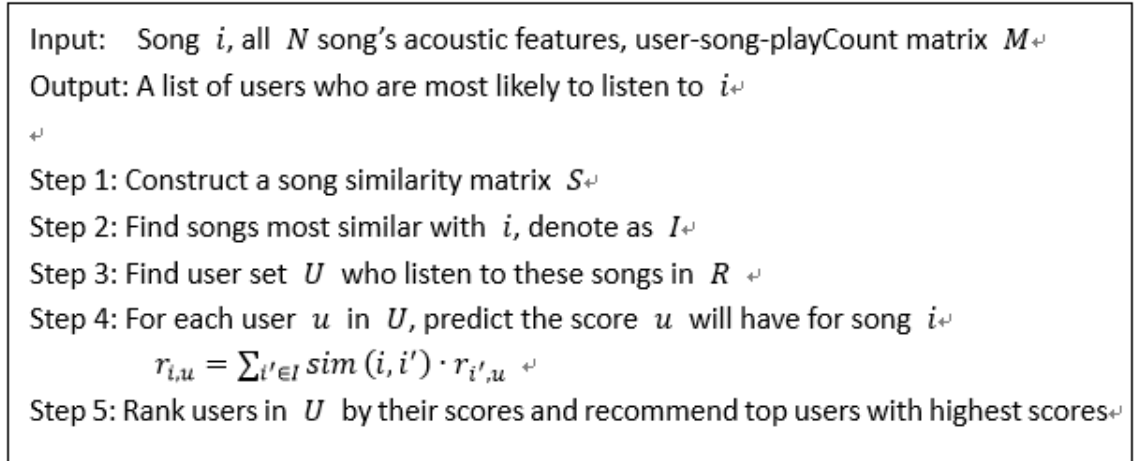 Input: Song i, all N song's acoustic features, user-song-playCount matrix M↵
Output: A list of users who are most likely to listen to i↵
↵
Step 1: Construct a song similarity matrix S↵
Step 2: Find songs most similar with i, denote as I↵
Step 3: Find user set U who listen to these songs in R ↵
Step 4: For each user u in U, predict the score u will have for song i↵
r_{i,u} = ∑_{i'∈I} sim (i, i') · r_{i',u} ↵
Step 5: Rank users in U by their scores and recommend top users with highest scores↵